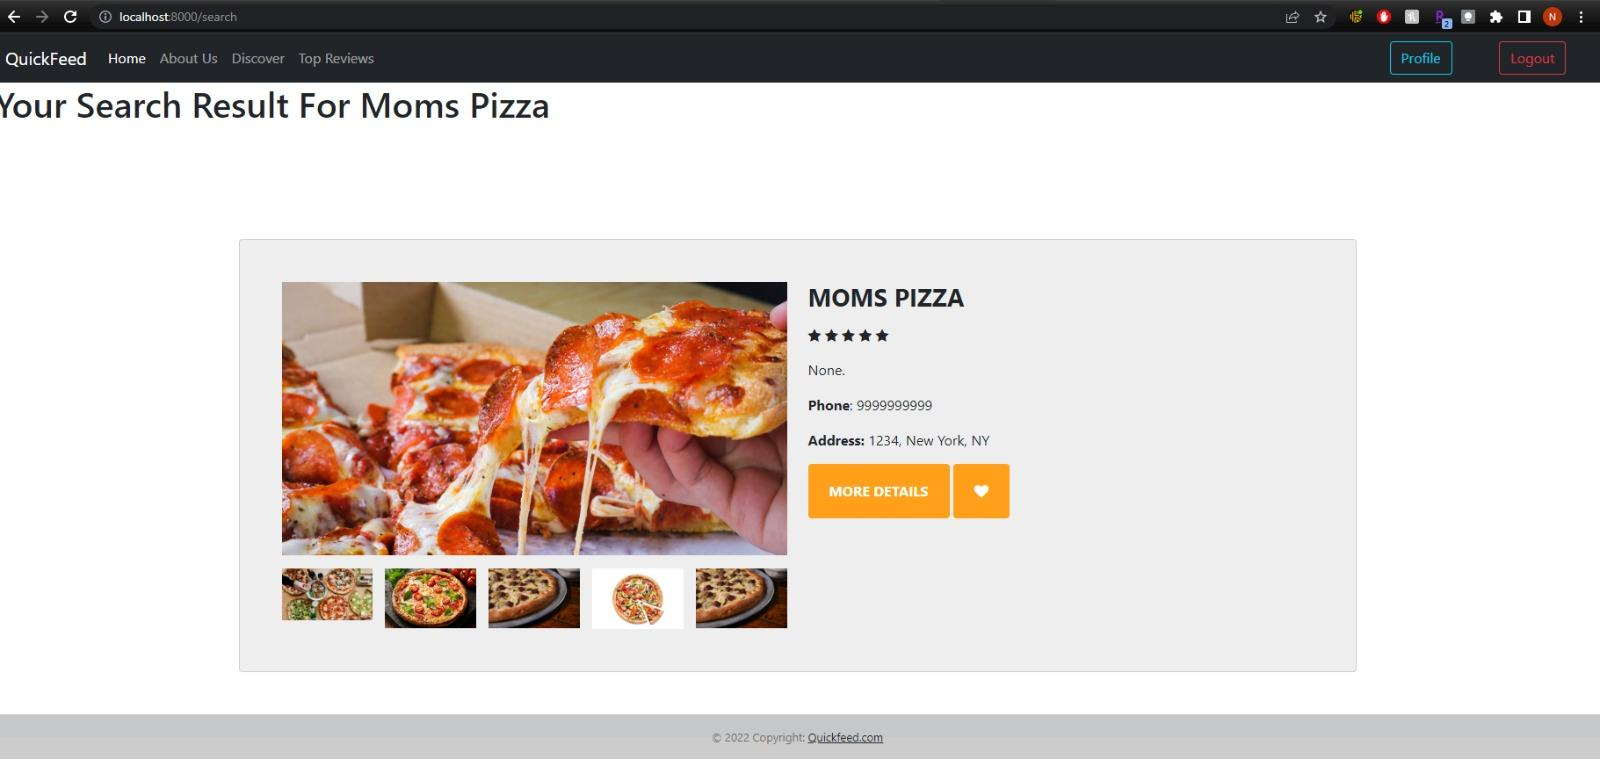 localhost:8000/search
2
N
QuickFeed Home About Us Discover Top Reviews Profile Logout
Your Search Result For Moms Pizza
MOMS PIZZA
None.
Phone: 9999999999
Address: 1234, New York, NY
MORE DETAILS
© 2022 Copyright: Quickfeed.com